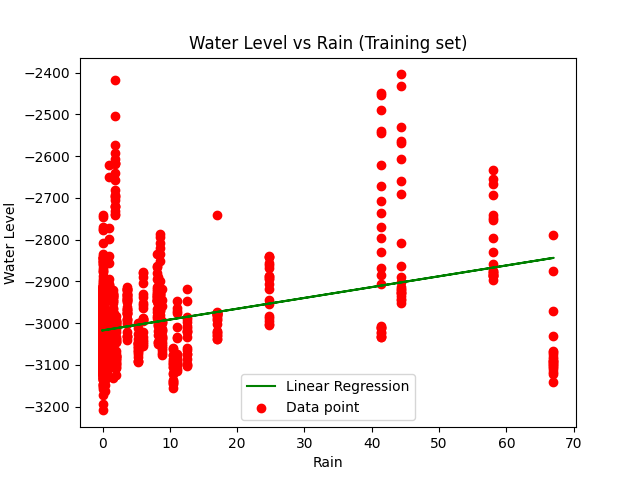 Water Level vs Rain (Training set)
−2400
−2500
−2600
−2700
−2800
−2900
−3000
−3100
−3200
Water Level
Linear Regression
Data point
0 10 20 30 40 50 60 70
Rain